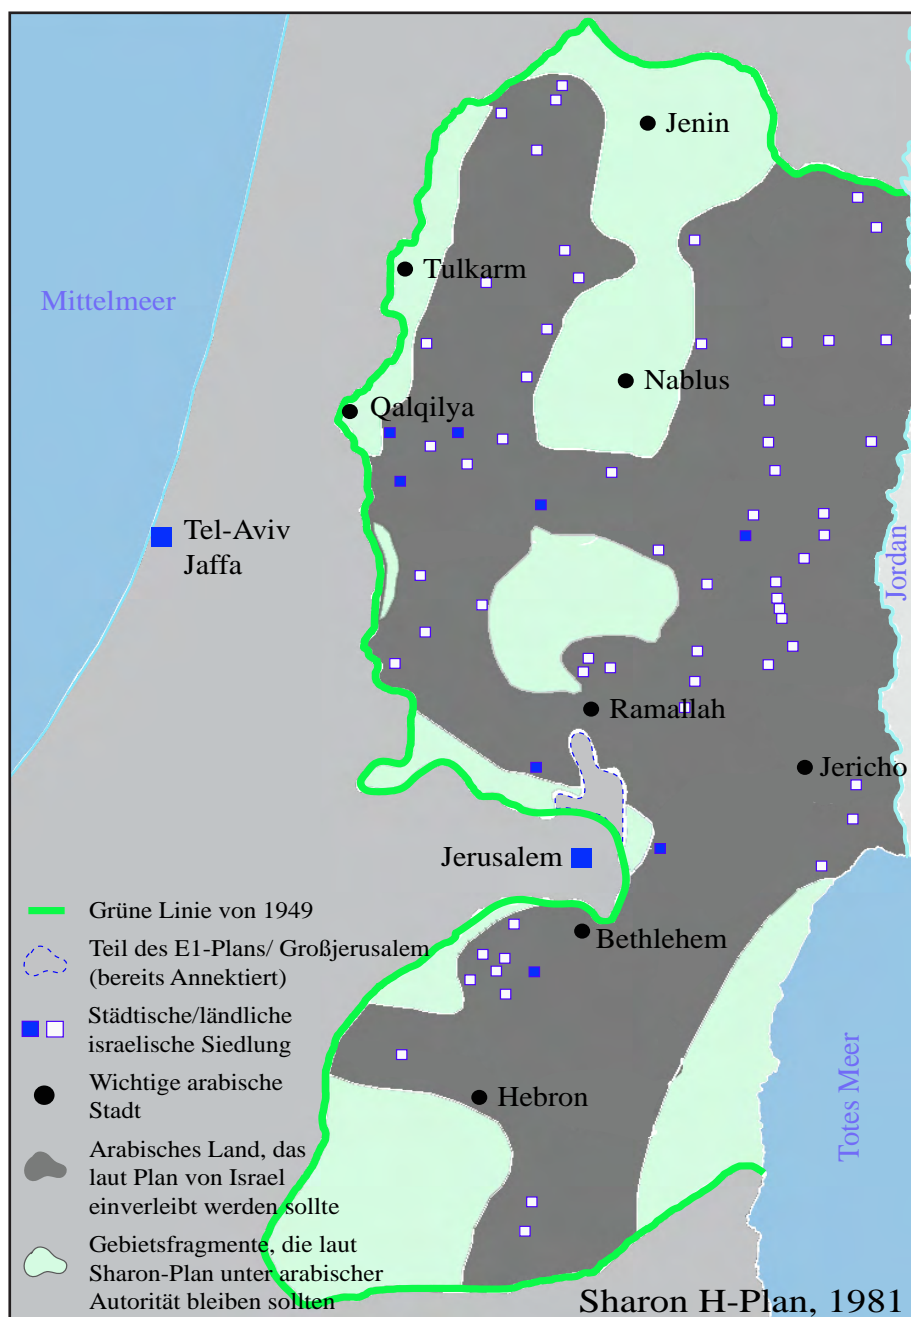 Jenin
Tulkarm
Mittelmeer
Nablus
Qalqilya
Tel-Aviv
Jaffa
Jordan
Ramallah
Jericho
Jerusalem
Bethlehem
Hebron
Totes Meer
Grüne Linie von 1949
Teil des E1-Plans/ Großjerusalem
(bereits Annektiert)
Städtische/ländliche
israelische Siedlung
Wichtige arabische
Stadt
Arabisches Land, das
laut Plan von Israel
einverleibt werden sollte
Gebietsfragmente, die laut
Sharon-Plan unter arabischer
Autorität bleiben sollten
Sharon H-Plan, 1981